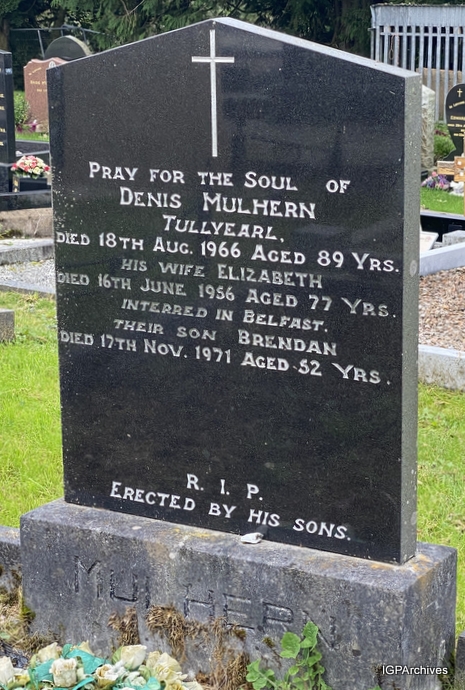 PRAY FOR THE SOUL OF
DENIS MULHERN
TULLYEARL,
DIED 18TH AUG. 1966 AGED 89 YRS.
HIS WIFE ELIZABETH
DIED 16TH JUNE 1956 AGED 77 YRS.
INTERRED IN BELFAST.
THEIR SON BRENDAN
DIED 17TH NOV. 1971 AGED 52 YRS.
R. I. P.
ERECTED BY HIS SONS.
MULHERN
IGPArchives